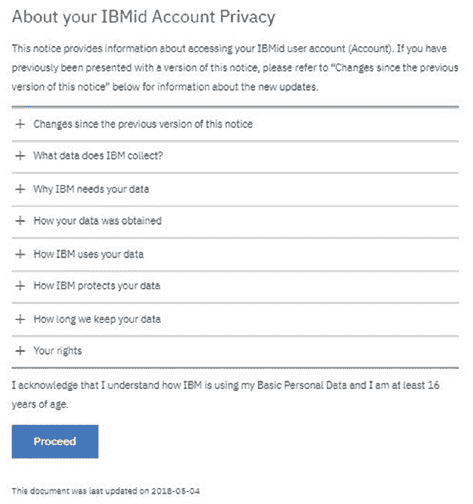 About your IBMid Account Privacy
This notice provides information about accessing your IBMid user account (Account). If you have
previously been presented with a version of this notice, please refer to “Changes since the previous
version of this notice” below for information about the new updates.
+ Changes since the previous version of this notice
+ What data does IBM collect?
+ Why IBM needs your data
+ How your data was obtained
+ How IBM uses your data
+ How IBM protects your data
+ How long we keep your data
+ Your rights
I acknowledge that I understand how IBM is using my Basic Personal Data and I am at least 16
years of age.
Proceed
This document was last updated on 2018-05-04